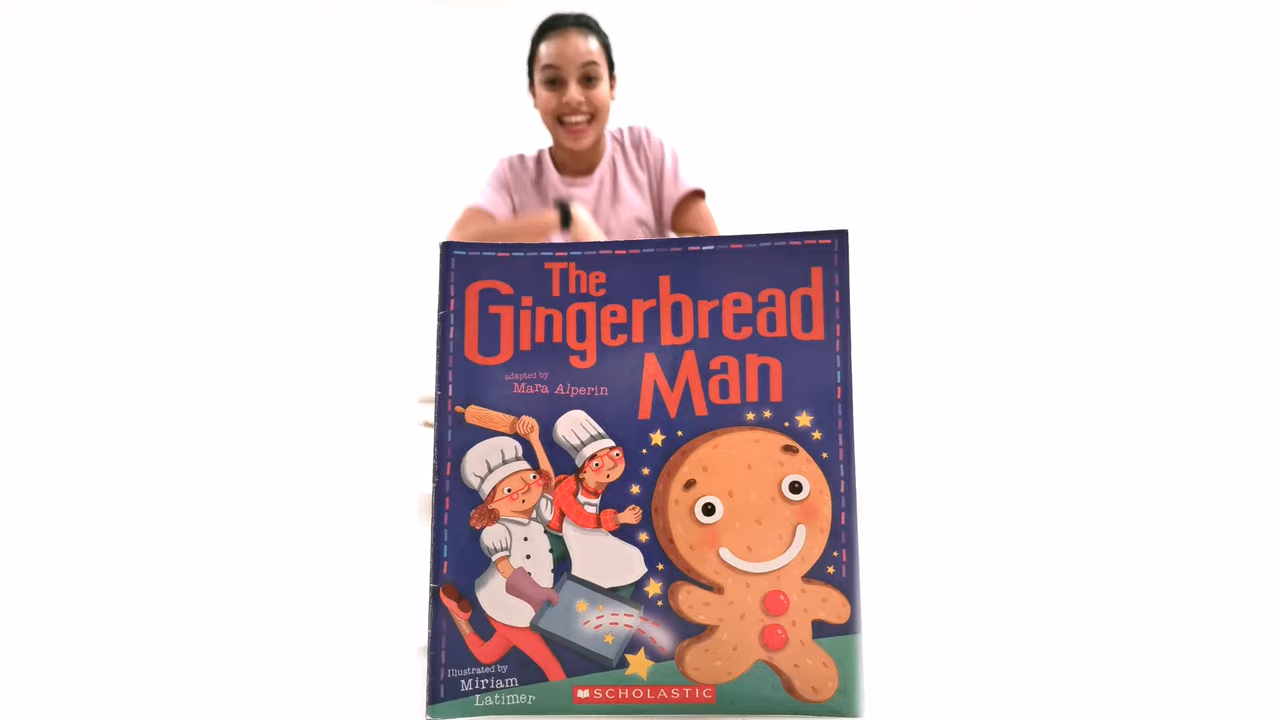 The
Gingerbread
Man
adapted by
Mara Alperin
Illustrated by
Miriam
Latimer
SCHOLASTIC